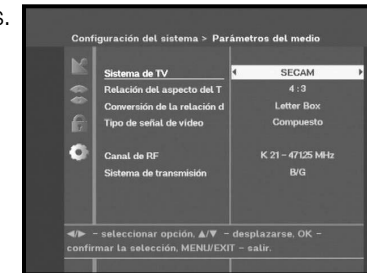 s.
Configuración del sistema > Parámetros del medio
Sistema de TV SECAM
Relación del aspecto del T 4 : 3
Conversión de la relación d Letter Box
Tipo de señal de video Compuesto
Canal de RF K 21 – 471,25 MHz
Sistema de transmisión B/G
◄/► – seleccionar opción, ▲/▼ – desplazarse, OK –
confirmar la selección, MENU/EXIT – salir.